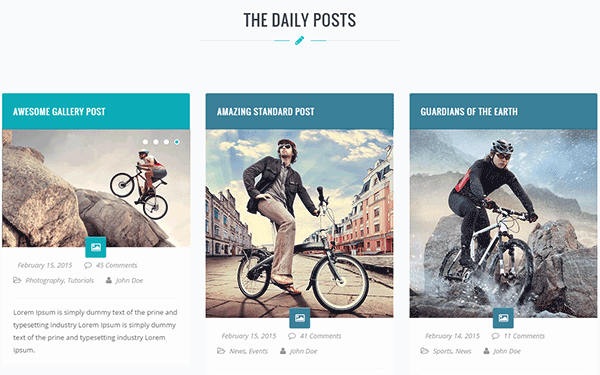 THE DAILY POSTS
AWESOME GALLERY POST
February 15, 2015 45 Comments
Photography, Tutorials John Doe
Lorem Ipsum is simply dummy text of the prine and
typesetting industry Lorem Ipsum is simply dummy
text of the prine and typesetting industry Lorem
Ipsum.
AMAZING STANDARD POST
February 15, 2015 41 Comments
News, Events John Doe
GUARDIANS OF THE EARTH
February 14, 2015 11 Comments
Sports, News John Doe